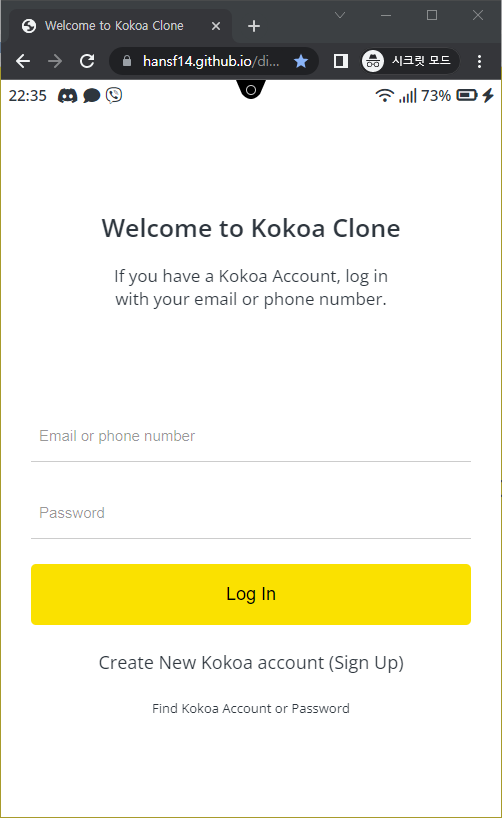 Welcome to Kokoa Clone
hansf14.github.io/di...
시크릿 모드
22:35
73%
Welcome to Kokoa Clone
If you have a Kokoa Account, log in
with your email or phone number.
Email or phone number
Password
Log In
Create New Kokoa account (Sign Up)
Find Kokoa Account or Password